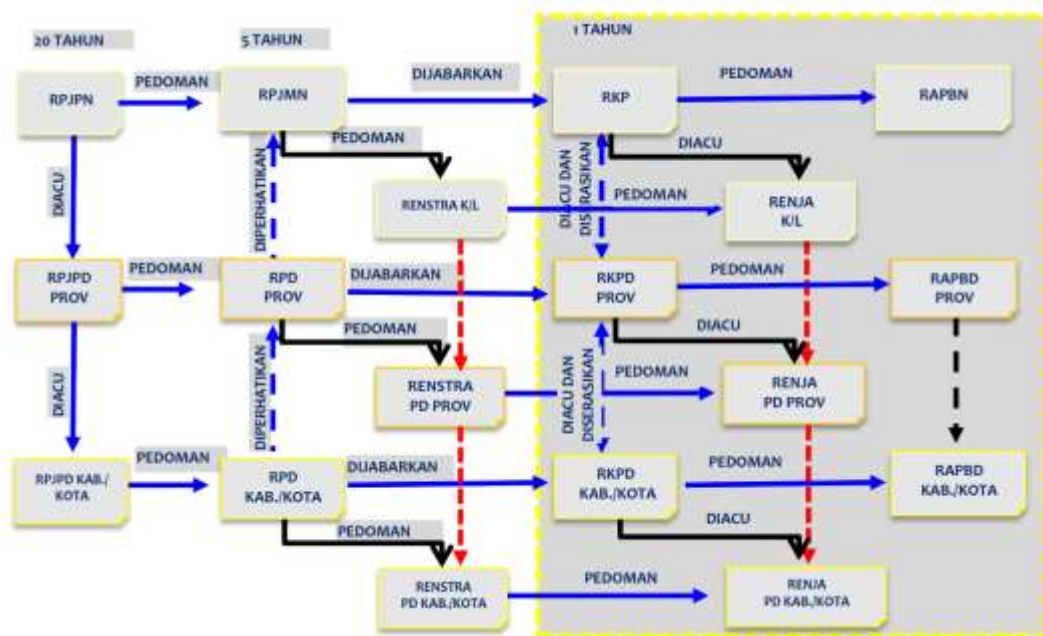 20 TAHUN
5 TAHUN
1 TAHUN
RPJPN
PEDOMAN
RPJMN
DIJABARKAN
RKP
PEDOMAN
RAPBN
DIACU
DIPERHATIKAN
PEDOMAN
RENSTRA K/L
PEDOMAN
DIACU DAN
DISERASIKAN
DIACU
RENJA
K/L
RPJPD
PROV
PEDOMAN
RPD
PROV
DIJABARKAN
RKPD
PROV
PEDOMAN
RAPBD
PROV
DIACU
DIPERHATIKAN
PEDOMAN
RENSTRA
PD PROV
PEDOMAN
DIACU DAN
DISERASIKAN
DIACU
RENJA
PD PROV
RPJPD KAB./
KOTA
PEDOMAN
RPD
KAB./KOTA
DIJABARKAN
RKPD
KAB./KOTA
PEDOMAN
RAPBD
KAB./KOTA
PEDOMAN
RENSTRA
PD KAB./KOTA
PEDOMAN
DIACU
RENJA
PD KAB./KOTA